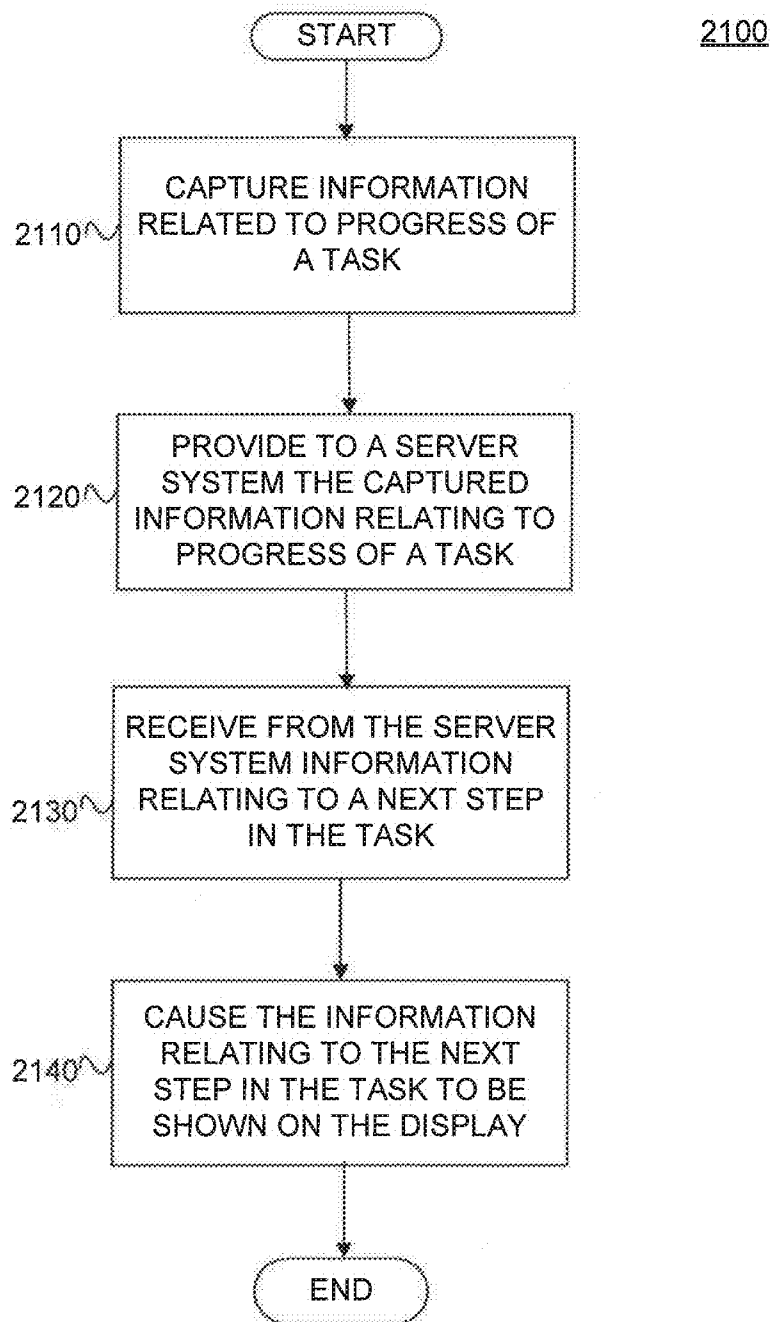 START
2100
CAPTURE INFORMATION
RELATED TO PROGRESS OF
A TASK
2110
PROVIDE TO A SERVER
SYSTEM THE CAPTURED
INFORMATION RELATING TO
PROGRESS OF A TASK
2120
RECEIVE FROM THE SERVER
SYSTEM INFORMATION
RELATING TO A NEXT STEP
IN THE TASK
2130
CAUSE THE INFORMATION
RELATING TO THE NEXT
STEP IN THE TASK TO BE
SHOWN ON THE DISPLAY
2140
END